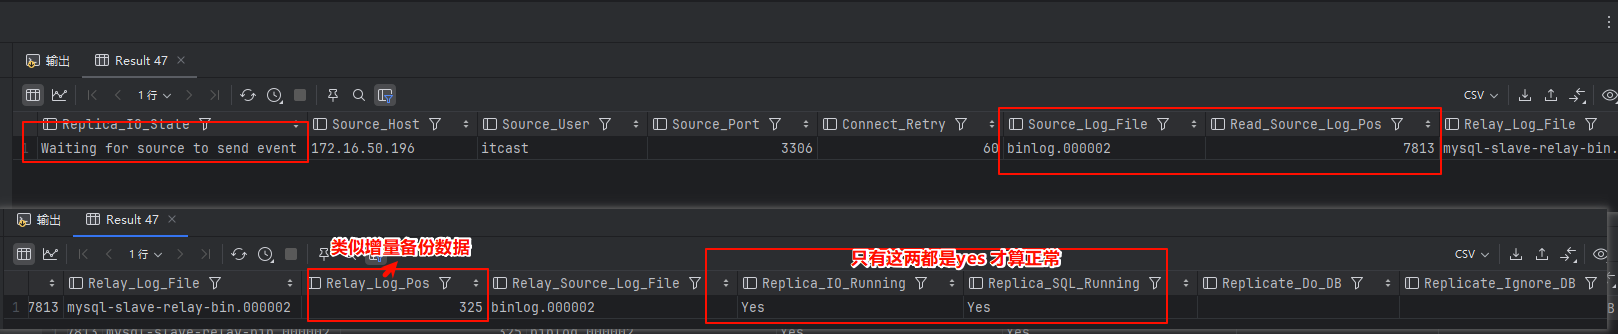 输出 Result 47
1 行 CSV
Replica_IO_State Source_Host Source_User Source_Port Connect_Retry Source_Log_File Read_Source_Log_Pos Relay_Log_File
1 Waiting for source to send event 172.16.50.196 itcast 3306 60 binlog.000002 7813 mysql-slave-relay-bin.
输出 Result 47
类似增量备份数据
只有这两都是yes 才算正常
1 行 CSV
Relay_Log_File Relay_Log_Pos Relay_Source_Log_File Replica_IO_Running Replica_SQL_Running Replicate_Do_DB Replicate_Ignore_DB
1 7813 mysql-slave-relay-bin.000002 325 binlog.000002 Yes Yes